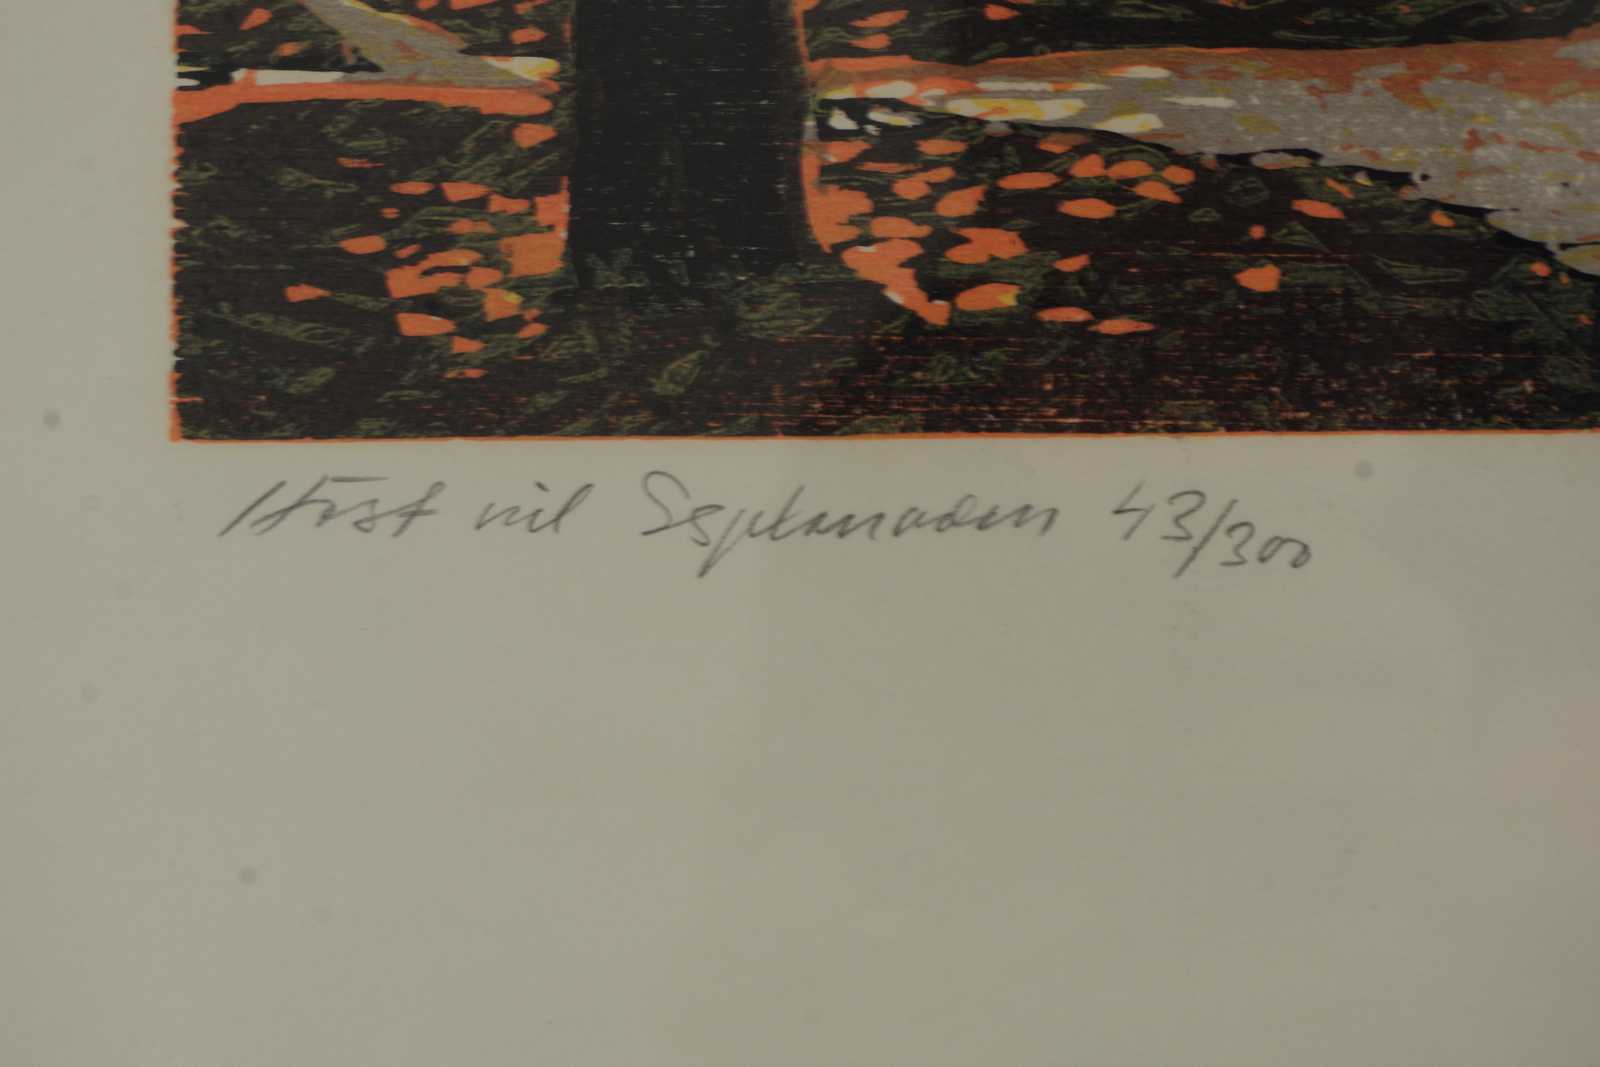 Höst vid Esplanaden 43/300